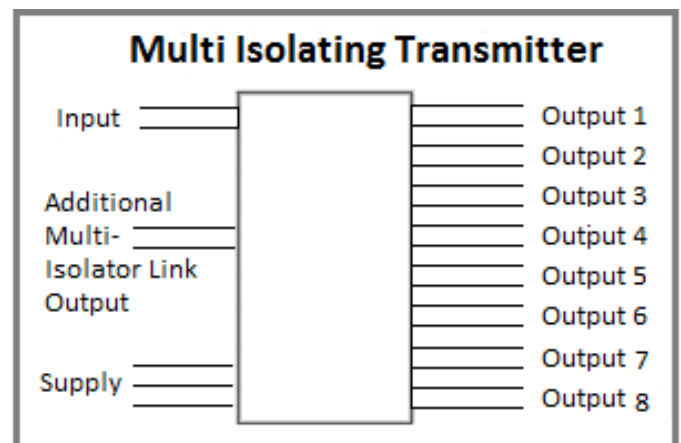 Multi Isolating Transmitter
Input
Additional
Multi-
Isolator Link
Output
Supply
Output 1
Output 2
Output 3
Output 4
Output 5
Output 6
Output 7
Output 8